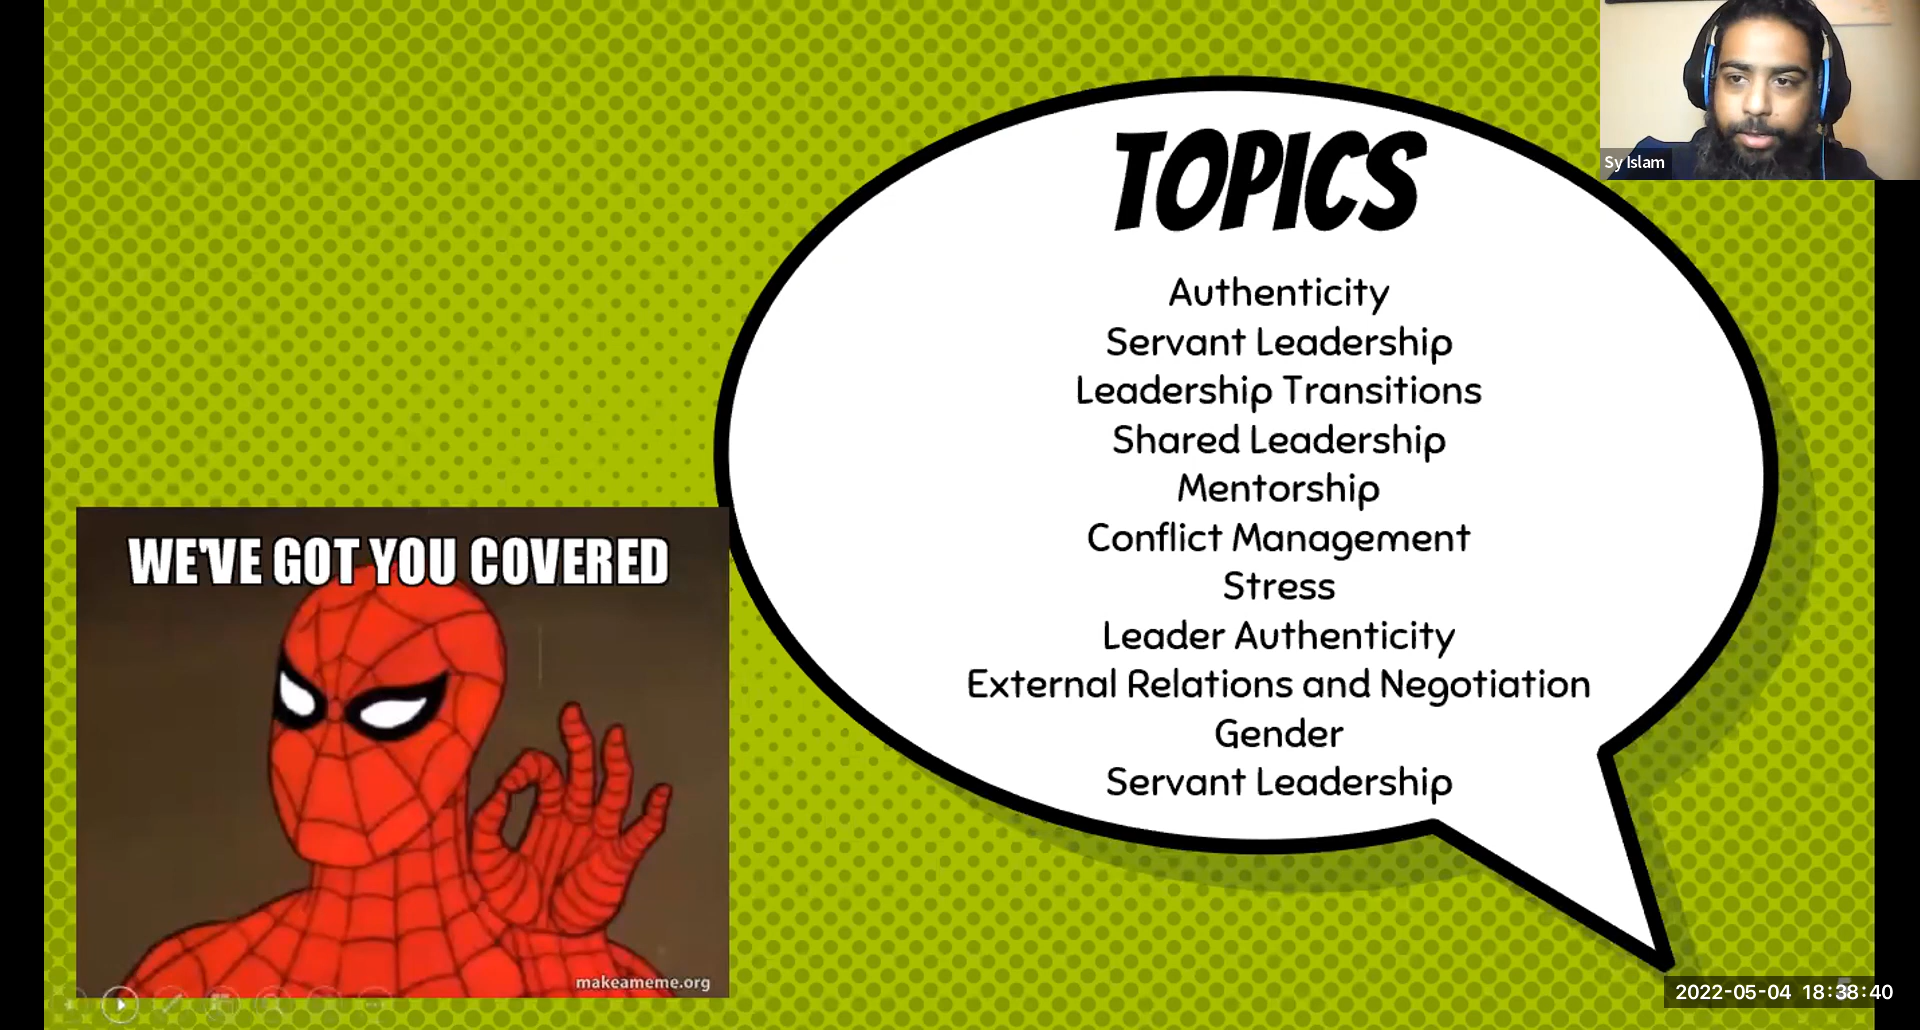 TOPICS
Authenticity
Servant Leadership
Leadership Transitions
Shared Leadership
Mentorship
Conflict Management
Stress
Leader Authenticity
External Relations and Negotiation
Gender
Servant Leadership
WE'VE GOT YOU COVERED
makeameme.org
Sy Islam
2022-05-04 18:38:40